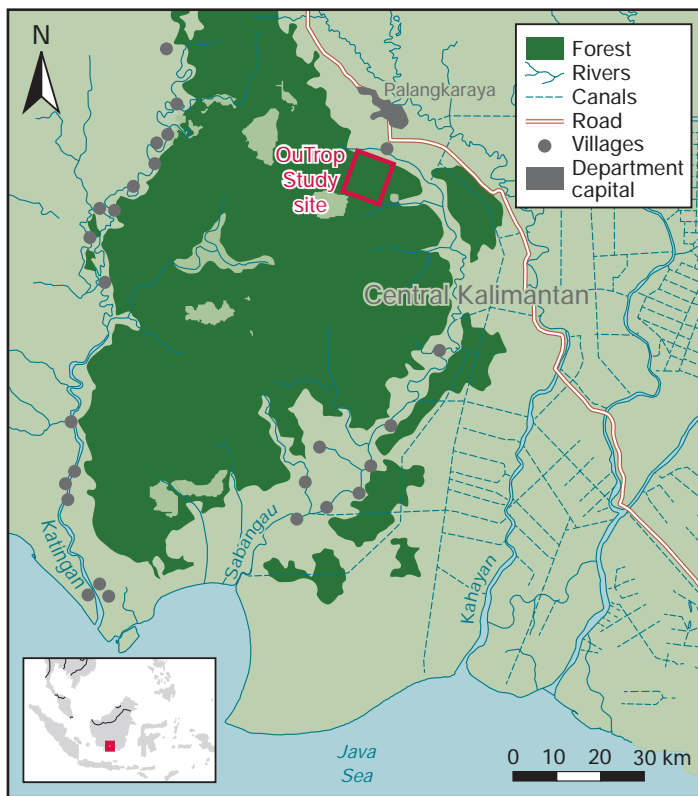 N
Forest
Rivers
Canals
Road
Villages
Department
capital
Palangkaraya
OuTrop
Study
site
Central Kalimantan
Katingan
Sabangau
Kahayan
Java
Sea
0 10 20 30 km